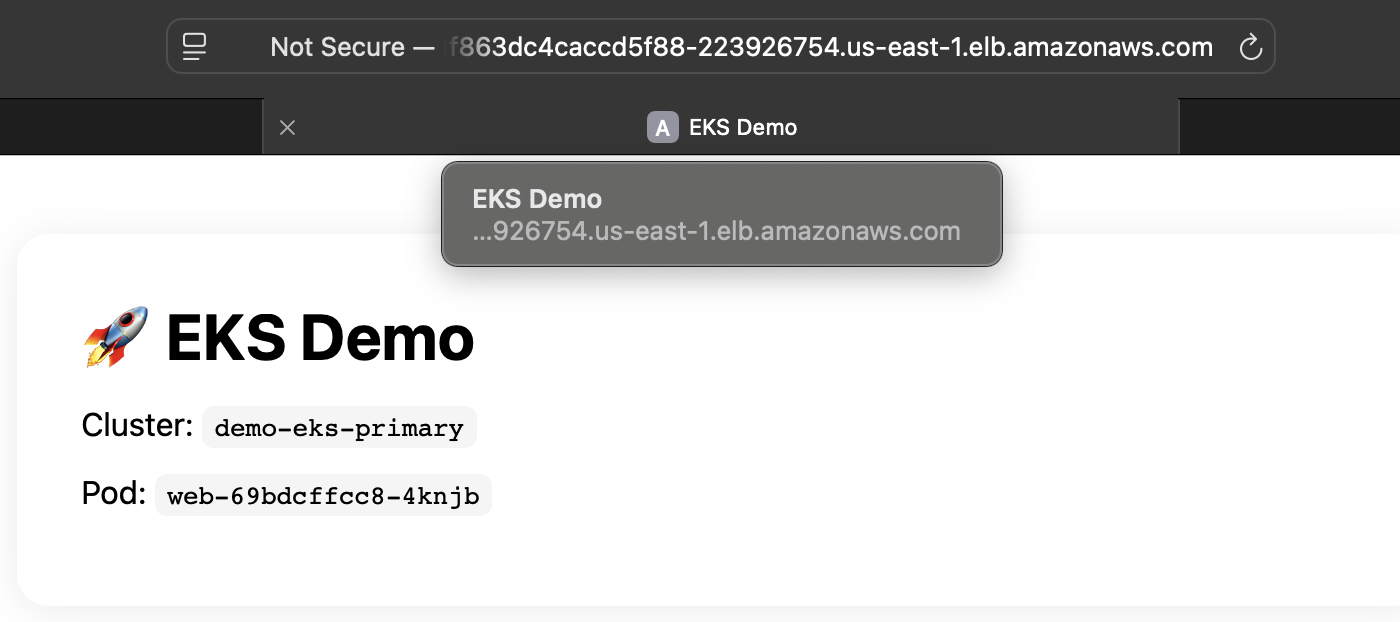 Not Secure — f863dc4caccd5f88-223926754.us-east-1.elb.amazonaws.com
A EKS Demo
EKS Demo
...926754.us-east-1.elb.amazonaws.com
🚀 EKS Demo
Cluster: demo-eks-primary
Pod: web-69bdcffcc8-4knjb